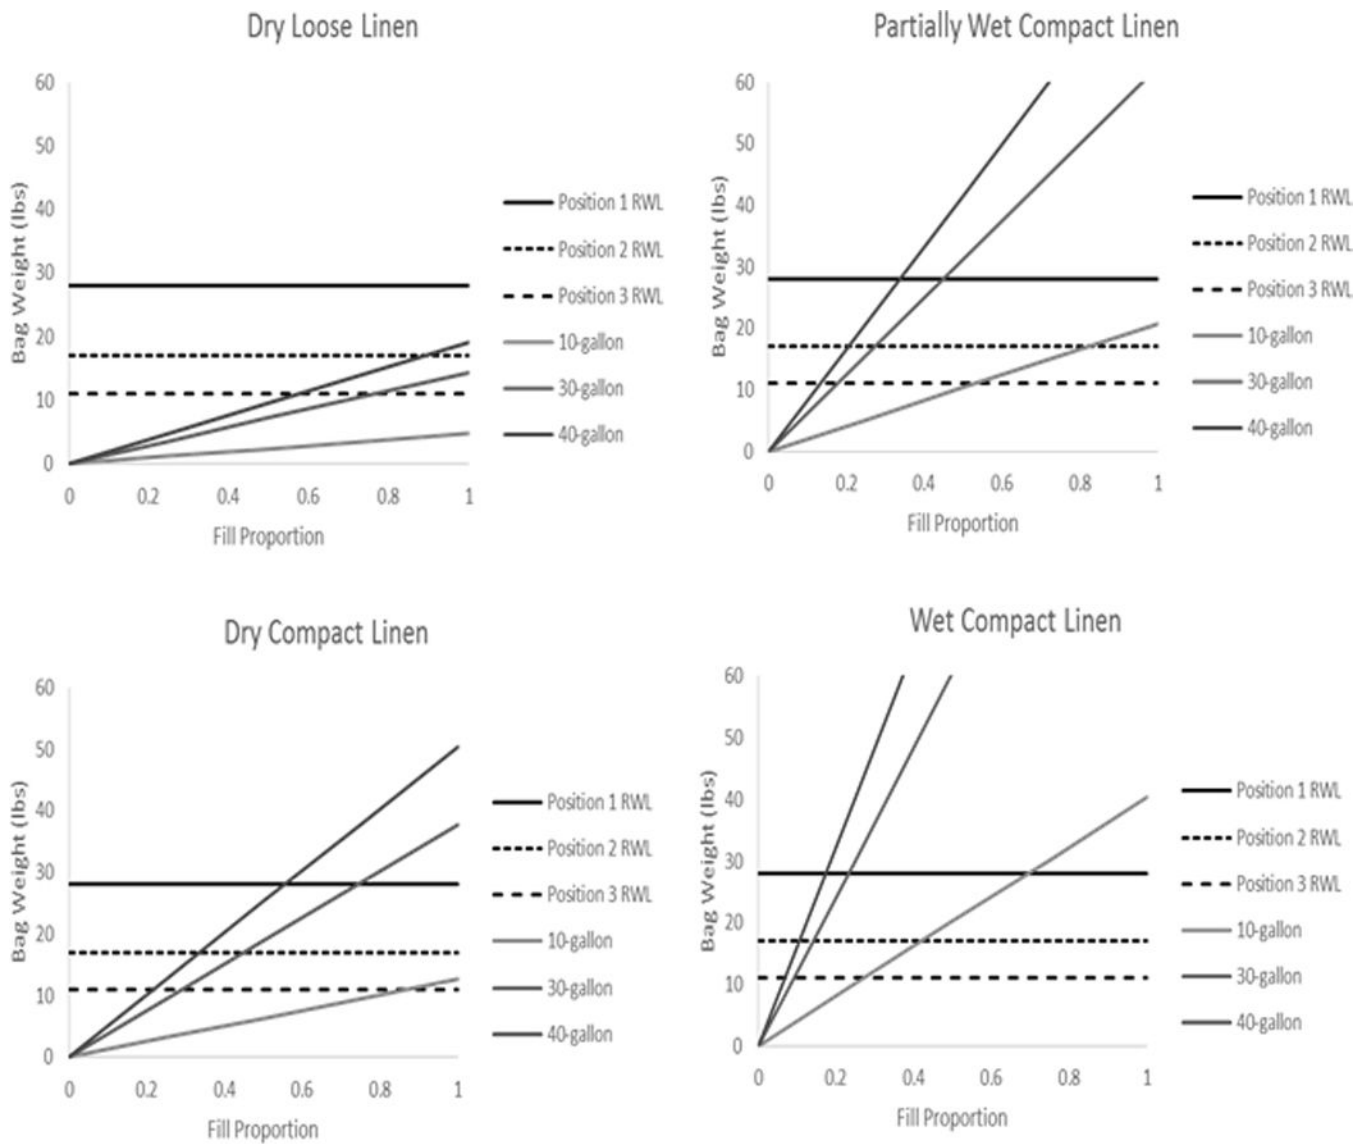 Dry Loose Linen
60
50
40
30
20
10
0
Bag Weight (lbs)
0 0.2 0.4 0.6 0.8 1
Fill Proportion
Position 1 RWL
Position 2 RWL
Position 3 RWL
10-gallon
30-gallon
40-gallon
Partially Wet Compact Linen
60
50
40
30
20
10
0
Bag Weight (lbs)
0 0.2 0.4 0.6 0.8 1
Fill Proportion
Position 1 RWL
Position 2 RWL
Position 3 RWL
10-gallon
30-gallon
40-gallon
Dry Compact Linen
60
50
40
30
20
10
0
Bag Weight (lbs)
0 0.2 0.4 0.6 0.8 1
Fill Proportion
Position 1 RWL
Position 2 RWL
Position 3 RWL
10-gallon
30-gallon
40-gallon
Wet Compact Linen
60
50
40
30
20
10
0
Bag Weight (lbs)
0 0.2 0.4 0.6 0.8 1
Fill Proportion
Position 1 RWL
Position 2 RWL
Position 3 RWL
10-gallon
30-gallon
40-gallon